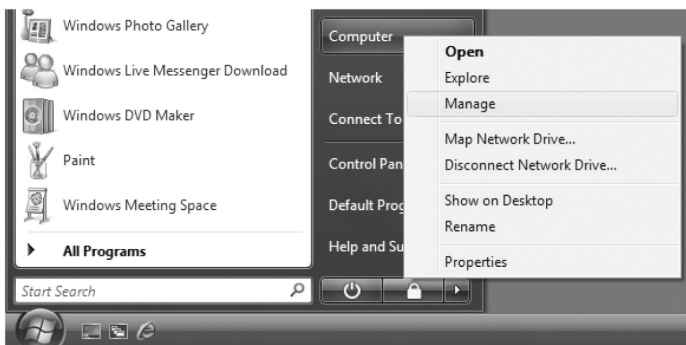 Windows Photo Gallery
Windows Live Messenger Download
Windows DVD Maker
Paint
Windows Meeting Space
All Programs
Start Search
Computer
Network
Connect To
Control Pan
Default Prog
Help and Su
Open
Explore
Manage
Map Network Drive...
Disconnect Network Drive...
Show on Desktop
Rename
Properties